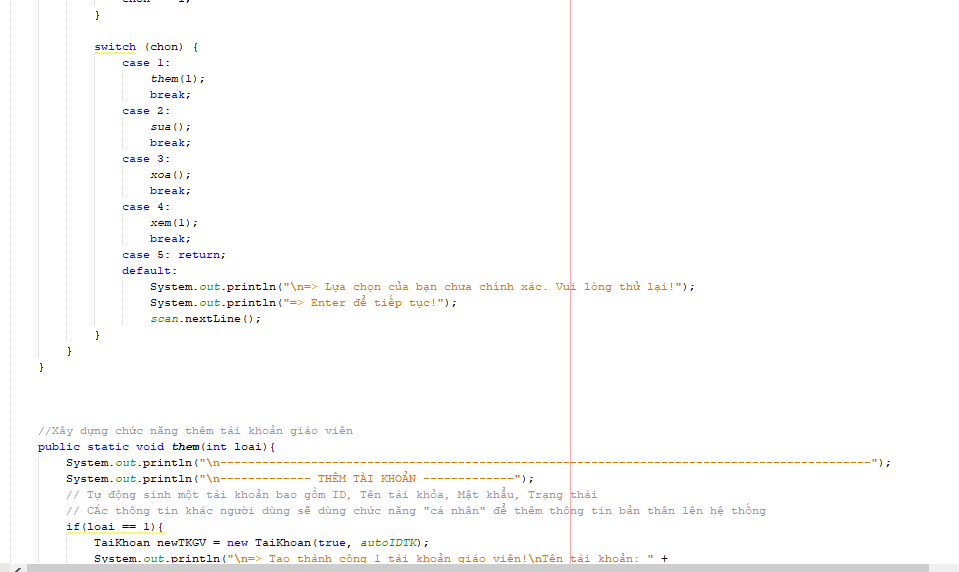 }
switch (chon) {
case 1:
them(1);
break;
case 2:
sua();
break;
case 3:
xoa();
break;
case 4:
xem(1);
break;
case 5: return;
default:
System.out.println("\n=> Lựa chọn của bạn chưa chính xác. Vui lòng thử lại!");
System.out.println("=> Enter để tiếp tục!");
scan.nextLine();
}
}
}
//Xây dựng chức năng thêm tài khoản giáo viên
public static void them(int loai){
System.out.println("\n---------------------------------------------------------------------------------------------");
System.out.println("\n------------- THÊM TÀI KHOẢN -------------");
// Tự động sinh một tài khoản bao gồm ID, Tên tài khỏa, Mật khẩu, Trạng thái
// CÁc thông tin khác người dùng sẽ dùng chức năng "cá nhân" để thêm thông tin bản thân lên hệ thống
if(loai == 1){
TaiKhoan newTKGV = new TaiKhoan(true, autoIDTK);
System.out.println("\n=> Tạo thành công 1 tài khoản giáo viên!\nTên tài khoản: " +